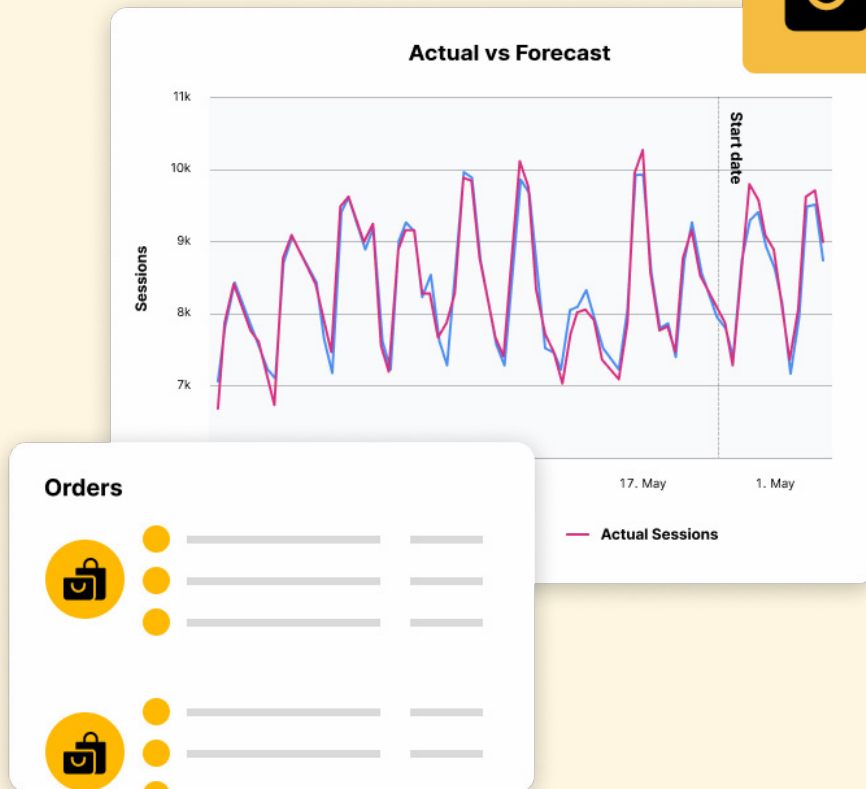 Actual vs Forecast
11k
10k
9k
8k
7k
Sessions
Start date
17. May
1. May
Actual Sessions
Orders